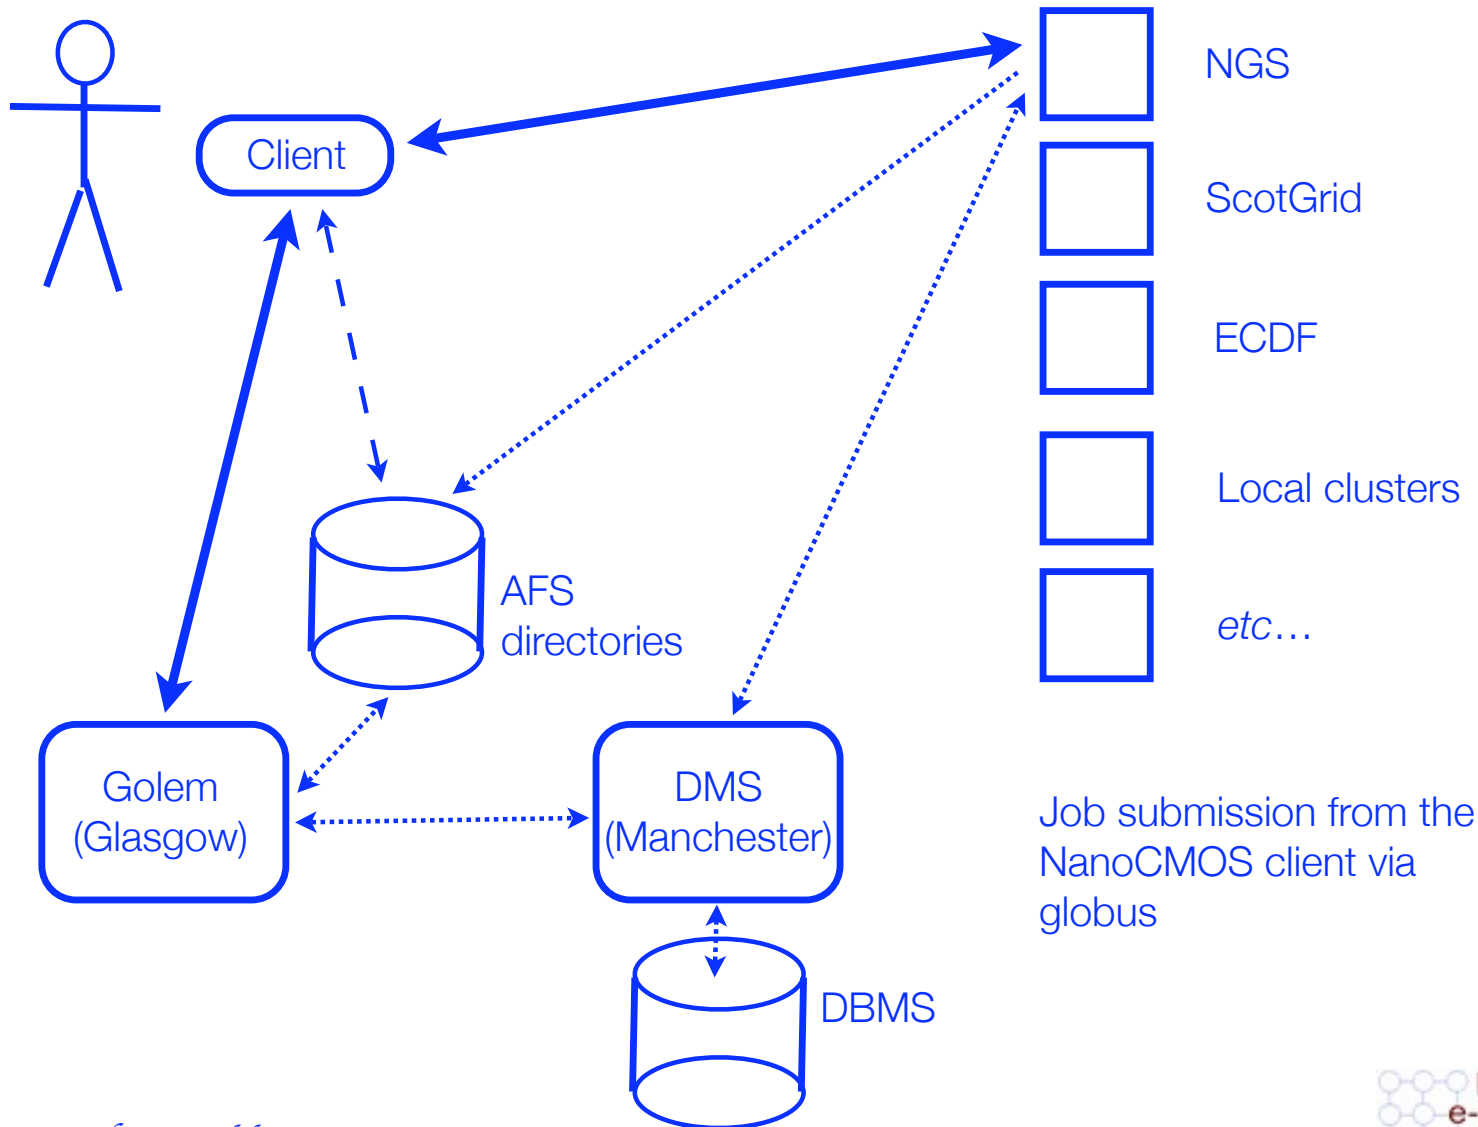 NGS
Client
ScotGrid
ECDF
Local clusters
AFS
directories
etc...
Golem
(Glasgow)
DMS
(Manchester)
Job submission from the
NanoCMOS client via
globus
DBMS